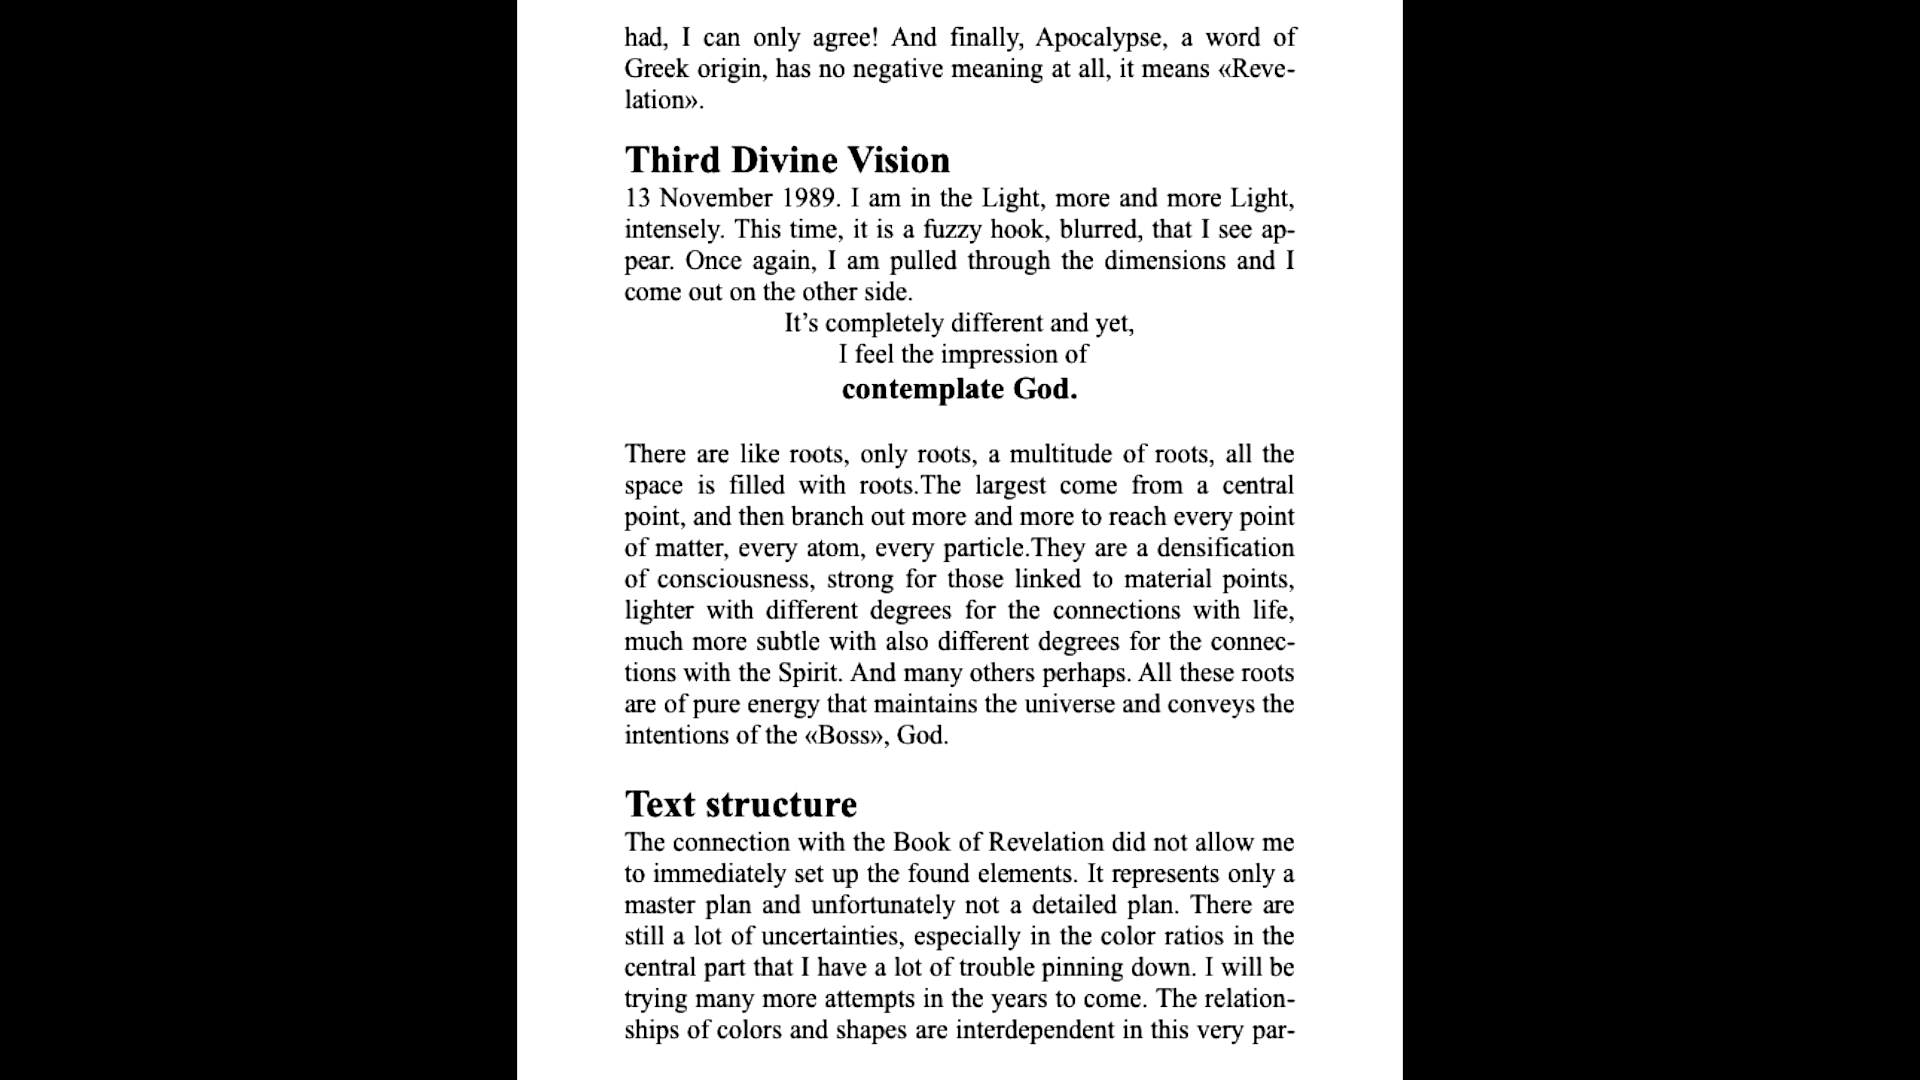 had, I can only agree! And finally, Apocalypse, a word of
Greek origin, has no negative meaning at all, it means «Reve-
lation».
Third Divine Vision
13 November 1989. I am in the Light, more and more Light,
intensely. This time, it is a fuzzy hook, blurred, that I see ap-
pear. Once again, I am pulled through the dimensions and I
come out on the other side.
It’s completely different and yet,
I feel the impression of
contemplate God.
There are like roots, only roots, a multitude of roots, all the
space is filled with roots.The largest come from a central
point, and then branch out more and more to reach every point
of matter, every atom, every particle.They are a densification
of consciousness, strong for those linked to material points,
lighter with different degrees for the connections with life,
much more subtle with also different degrees for the connec-
tions with the Spirit. And many others perhaps. All these roots
are of pure energy that maintains the universe and conveys the
intentions of the «Boss», God.
Text structure
The connection with the Book of Revelation did not allow me
to immediately set up the found elements. It represents only a
master plan and unfortunately not a detailed plan. There are
still a lot of uncertainties, especially in the color ratios in the
central part that I have a lot of trouble pinning down. I will be
trying many more attempts in the years to come. The relation-
ships of colors and shapes are interdependent in this very par-